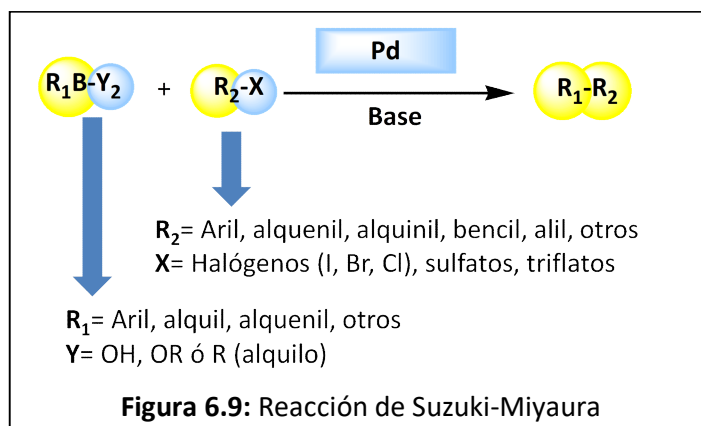 Pd
R₁B-Y₂ + R₂-X R₁-R₂
Base
R₂= Aril, alquenil, alquinil, bencil, alil, otros
X= Halógenos (I, Br, Cl), sulfatos, triflatos
R₁= Aril, alquil, alquenil, otros
Y= OH, OR ó R (alquilo)
Figura 6.9: Reacción de Suzuki-Miyaura